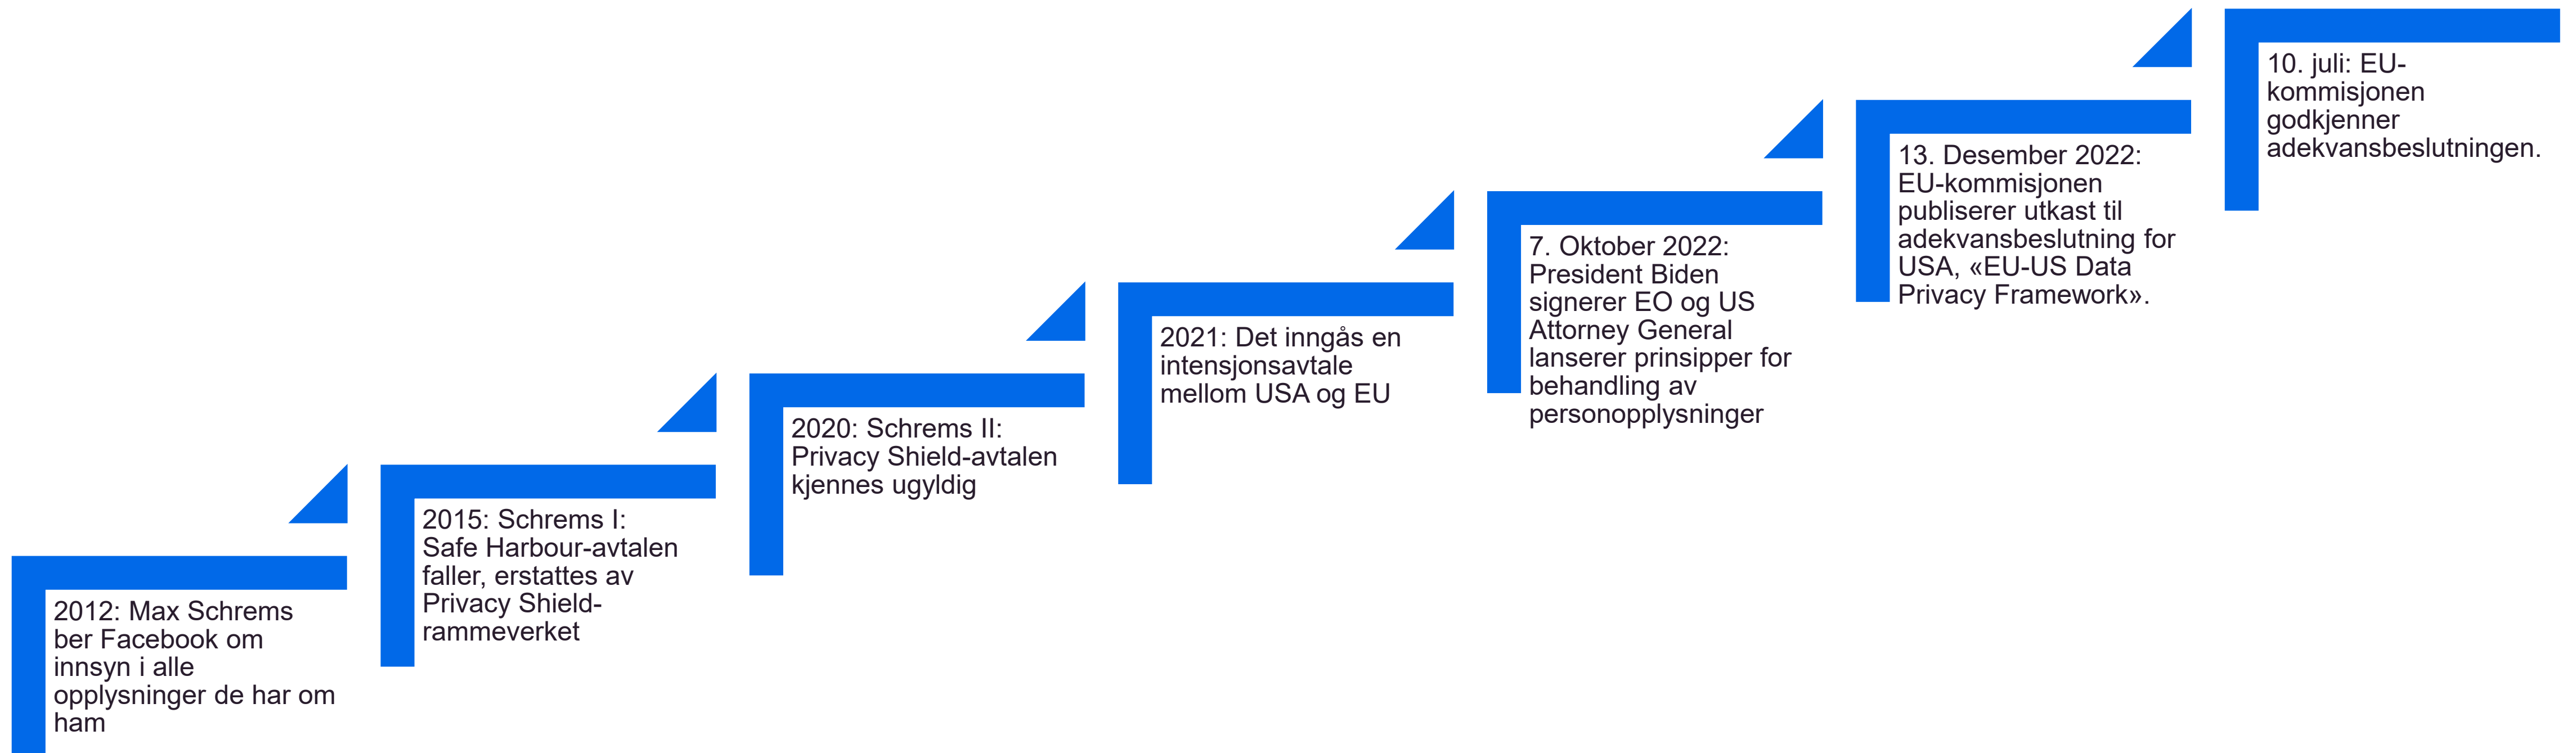 2012: Max Schrems
ber Facebook om
innsyn i alle
opplysninger de har om
ham
2015: Schrems I:
Safe Harbour-avtalen
faller, erstattes av
Privacy Shield-
rammeverket
2020: Schrems II:
Privacy Shield-avtalen
kjennes ugyldig
2021: Det inngås en
intensjonsavtale
mellom USA og EU
7. Oktober 2022:
President Biden
signerer EO og US
Attorney General
lanserer prinsipper for
behandling av
personopplysninger
13. Desember 2022:
EU-kommisjonen
publiserer utkast til
adekvansbeslutning for
USA, «EU-US Data
Privacy Framework».
10. juli: EU-
kommisjonen
godkjenner
adekvansbeslutningen.